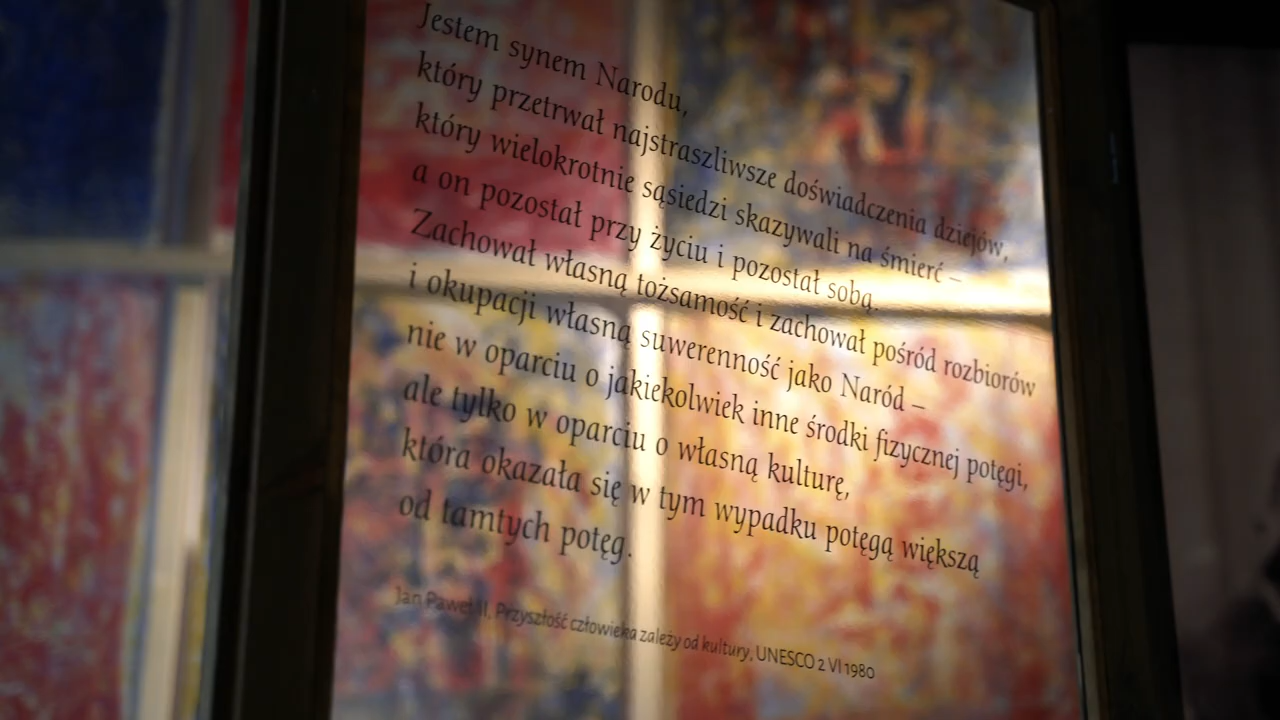 Jestem synem Narodu,
który przetrwał najstraszliwsze doświadczenia dziejów,
który wielokrotnie sąsiedzi skazywali na śmierć –
a on pozostał przy życiu i pozostał sobą.
Zachował własną tożsamość i zachował pośród rozbiorów
i okupacji własną suwerenność jako Naród –
nie w oparciu o jakiekolwiek inne środki fizycznej potęgi,
ale tylko w oparciu o własną kulturę,
która okazała się w tym wypadku potęgą większą
od tamtych potęg.
Jan Paweł II, Przyszłość człowieka zależy od kultury, UNESCO 2 VI 1980